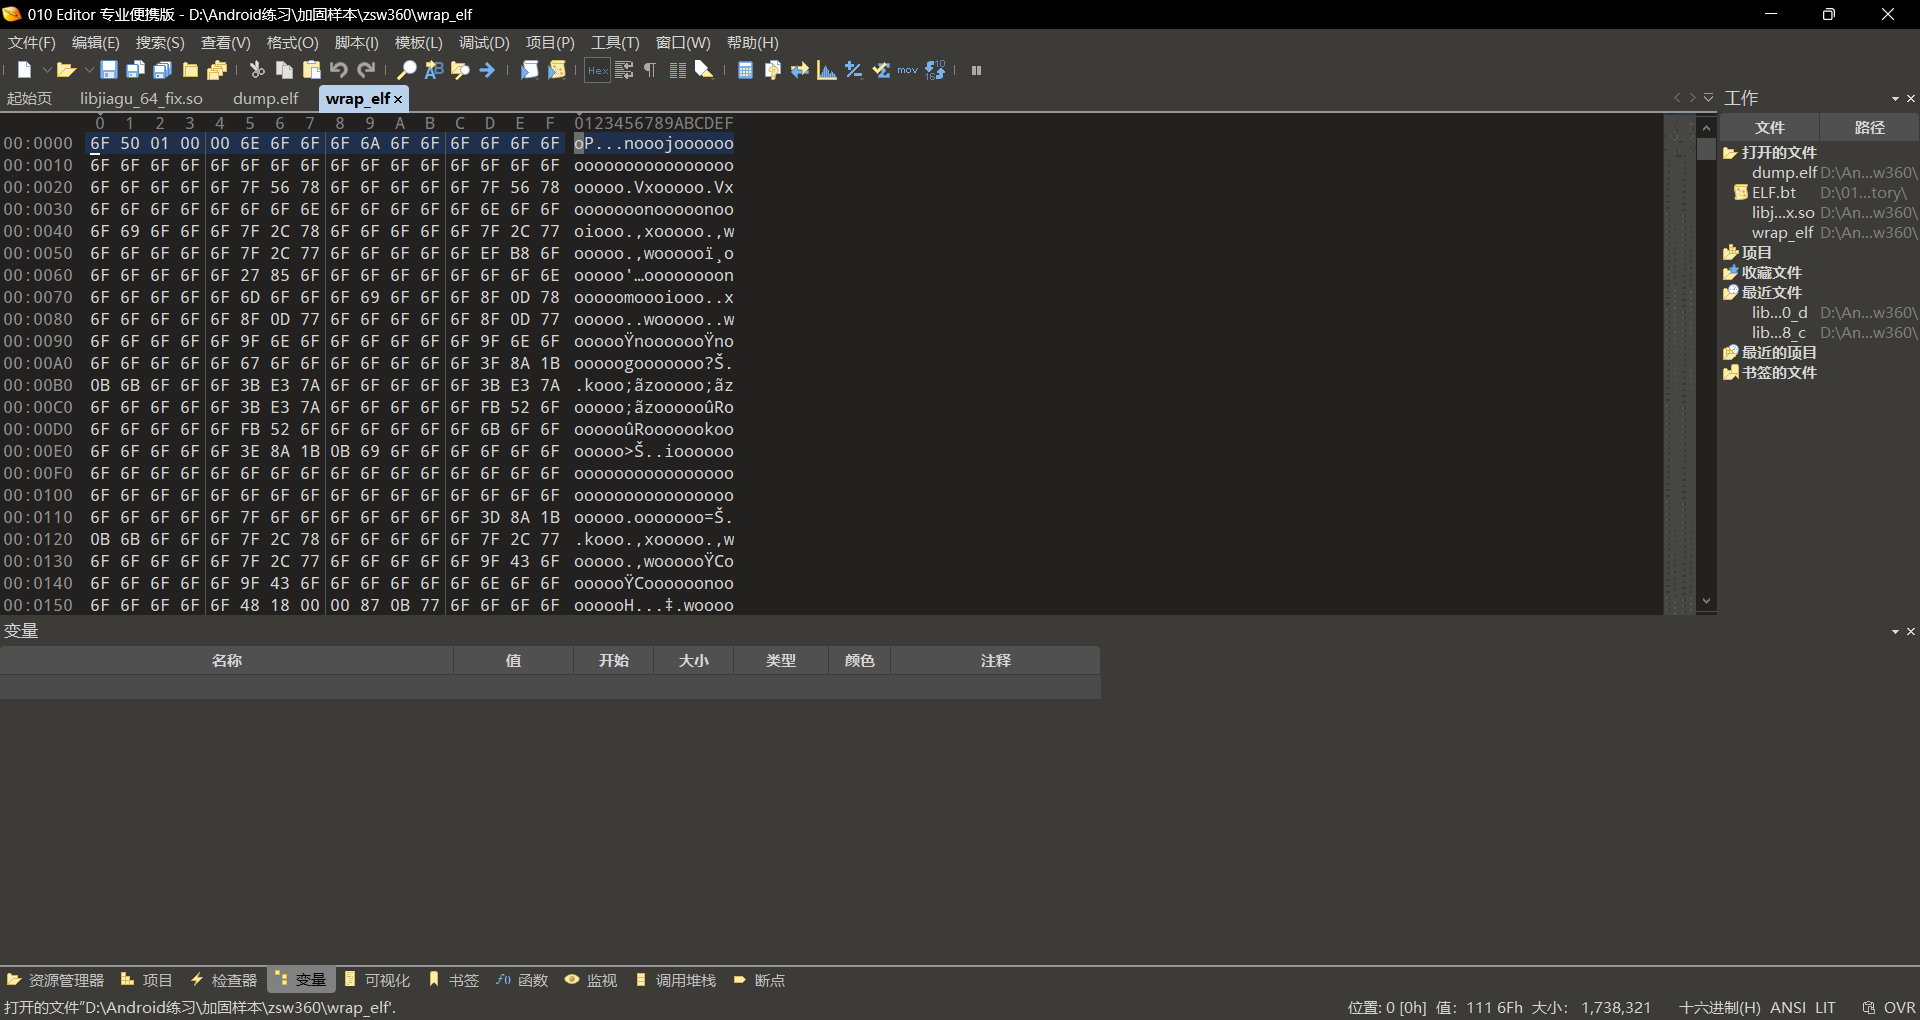 010 Editor 专业便携版 - D:\Android练习\加固样本\zsw360\wrap_elf
文件(F) 编辑(E) 搜索(S) 查看(V) 格式(O) 脚本(I) 模板(L) 调试(D) 项目(P) 工具(T) 窗口(W) 帮助(H)
Hex mov
起始页 libjiagu_64_fix.so dump.elf wrap_elf
0 1 2 3 4 5 6 7 8 9 A B C D E F 0123456789ABCDEF
00:0000 6F 50 01 00 00 6E 6F 6F 6F 6A 6F 6F 6F 6F 6F 6F oP...nooojoooooo
00:0010 6F 6F 6F 6F 6F 6F 6F 6F 6F 6F 6F 6F 6F 6F 6F 6F oooooooooooooooo
00:0020 6F 6F 6F 6F 6F 7F 56 78 6F 6F 6F 6F 6F 7F 56 78 ooooo.Vxooooo.Vx
00:0030 6F 6F 6F 6F 6F 6F 6F 6E 6F 6F 6F 6F 6F 6E 6F 6F ooooooonooooonoo
00:0040 6F 69 6F 6F 6F 7F 2C 78 6F 6F 6F 6F 6F 7F 2C 77 oiooo.,xooooo.,w
00:0050 6F 6F 6F 6F 6F 7F 2C 77 6F 6F 6F 6F 6F EF B8 6F ooooo.,woooooï¸o
00:0060 6F 6F 6F 6F 6F 27 85 6F 6F 6F 6F 6F 6F 6F 6F 6E ooooo'…oooooooon
00:0070 6F 6F 6F 6F 6F 6D 6F 6F 6F 69 6F 6F 6F 8F 0D 78 ooooomoooiooo..x
00:0080 6F 6F 6F 6F 6F 8F 0D 77 6F 6F 6F 6F 6F 8F 0D 77 ooooo..wooooo..w
00:0090 6F 6F 6F 6F 6F 9F 6E 6F 6F 6F 6F 6F 6F 9F 6E 6F oooooŸnooooooŸno
00:00A0 6F 6F 6F 6F 6F 67 6F 6F 6F 6F 6F 6F 6F 3F 8A 1B ooooogooooooo?Š.
00:00B0 0B 6B 6F 6F 6F 3B E3 7A 6F 6F 6F 6F 6F 3B E3 7A .kooo;ãzooooo;ãz
00:00C0 6F 6F 6F 6F 6F 3B E3 7A 6F 6F 6F 6F 6F FB 52 6F ooooo;ãzoooooûRo
00:00D0 6F 6F 6F 6F 6F FB 52 6F 6F 6F 6F 6F 6F 6B 6F 6F oooooûRooooookoo
00:00E0 6F 6F 6F 6F 6F 3E 8A 1B 0B 69 6F 6F 6F 6F 6F 6F ooooo>Š..ioooooo
00:00F0 6F 6F 6F 6F 6F 6F 6F 6F 6F 6F 6F 6F 6F 6F 6F 6F oooooooooooooooo
00:0100 6F 6F 6F 6F 6F 6F 6F 6F 6F 6F 6F 6F 6F 6F 6F 6F oooooooooooooooo
00:0110 6F 6F 6F 6F 6F 7F 6F 6F 6F 6F 6F 6F 6F 3D 8A 1B ooooo.ooooooo=Š.
00:0120 0B 6B 6F 6F 6F 7F 2C 78 6F 6F 6F 6F 6F 7F 2C 77 .kooo.,xooooo.,w
00:0130 6F 6F 6F 6F 6F 7F 2C 77 6F 6F 6F 6F 6F 9F 43 6F ooooo.,woooooŸCo
00:0140 6F 6F 6F 6F 6F 9F 43 6F 6F 6F 6F 6F 6F 6E 6F 6F oooooŸCoooooonoo
00:0150 6F 6F 6F 6F 6F 48 18 00 00 87 0B 77 6F 6F 6F 6F oooooH...‡.woooo
工作
文件 路径
打开的文件
dump.elf D:\An...w360\
ELF.bt D:\01...tory\
libj...x.so D:\An...w360\
wrap_elf D:\An...w360\
项目
收藏文件
最近文件
lib...0_d D:\An...w360\
lib...8_c D:\An...w360\
最近的项目
书签的文件
变量
名称 值 开始 大小 类型 颜色 注释
资源管理器 项目 检查器 变量 可视化 书签 函数 监视 调用堆栈 断点
打开的文件"D:\Android练习\加固样本\zsw360\wrap_elf'.
位置: 0 [0h] 值: 111 6Fh 大小: 1,738,321 十六进制(H) ANSI LIT OVR